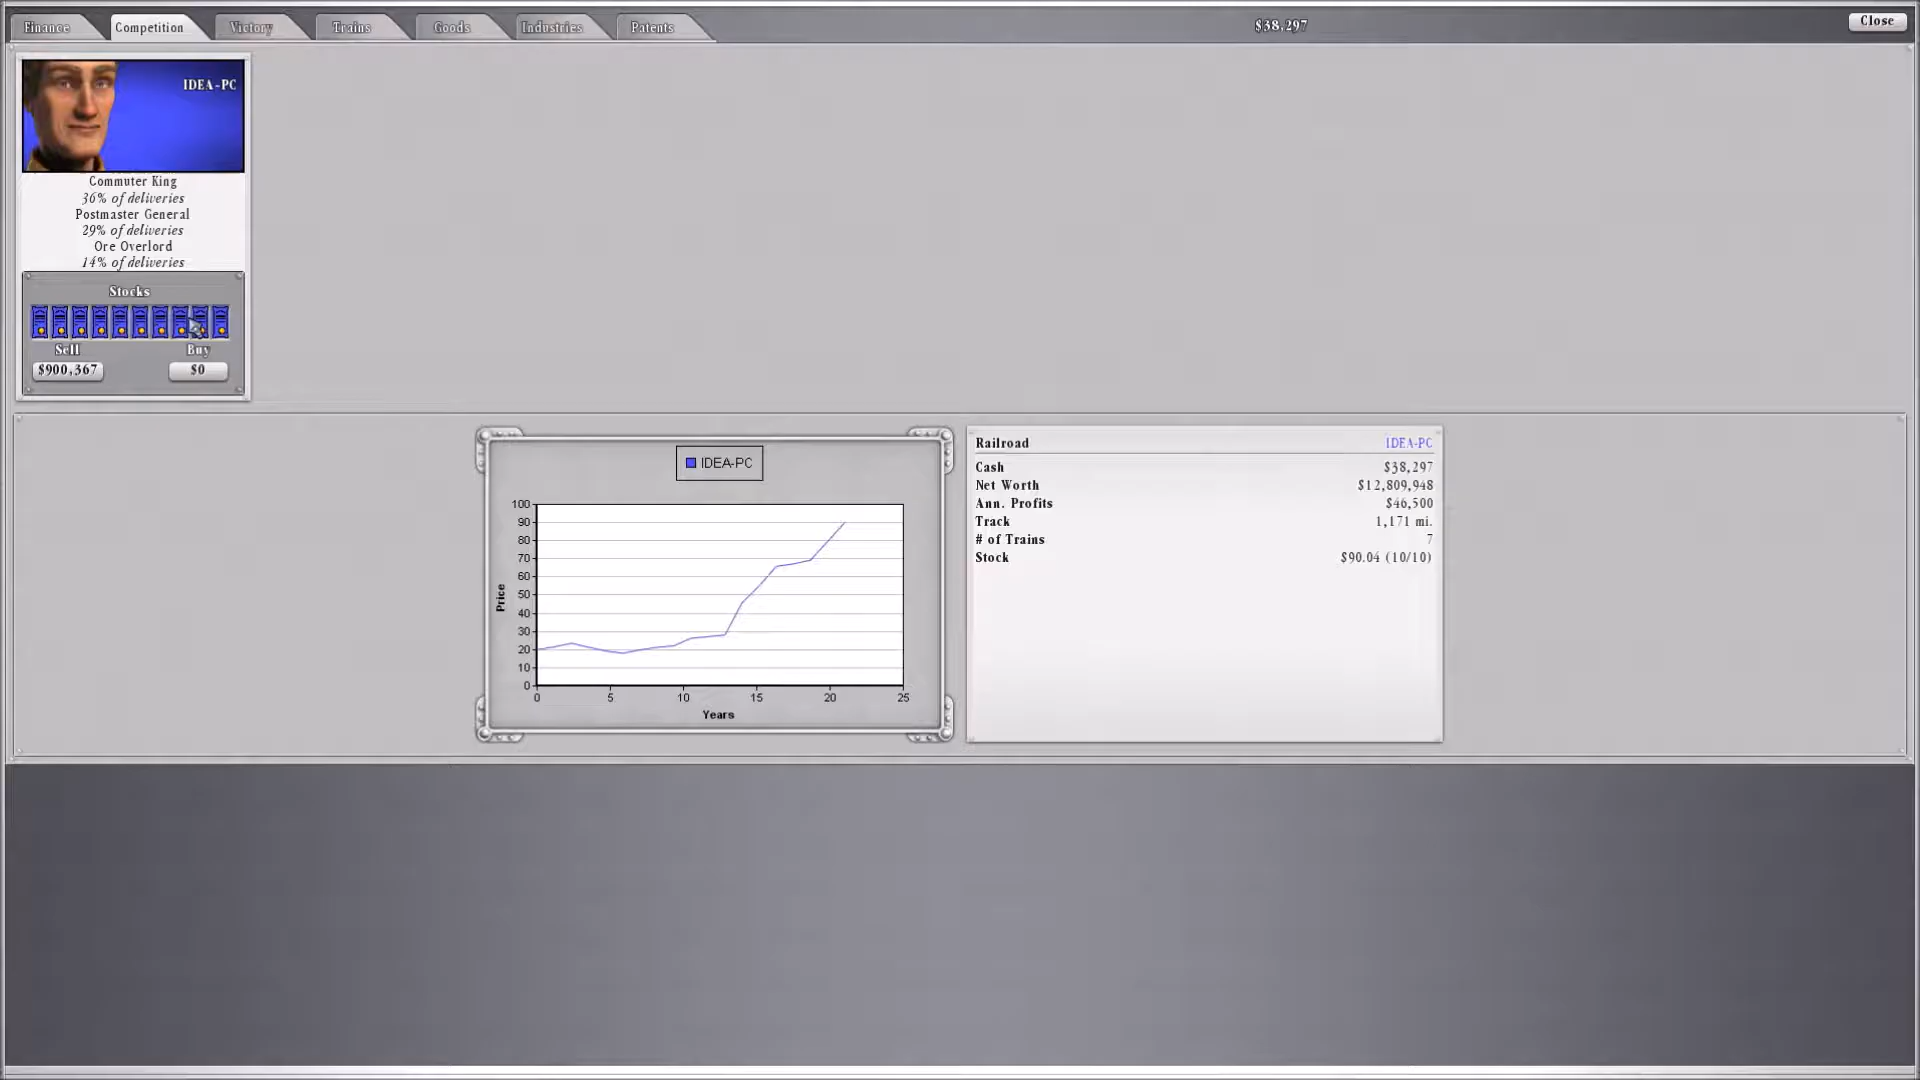 Finance
Competition
Victory
Trains
Goods
Industries
Patents
$38,297
Close
IDEA-PC
Commuter King
36% of deliveries
Postmaster General
29% of deliveries
Ore Overlord
14% of deliveries
Stocks
Sell Buy
$900,367 $0
IDEA-PC
100
90
80
70
60
50
40
30
20
10
0
Price
0 5 10 15 20 25
Years
Railroad IDEA-PC
Cash $38,297
Net Worth $12,809,948
Ann. Profits $46,500
Track 1,171 mi.
# of Trains 7
Stock $90.04 (10/10)